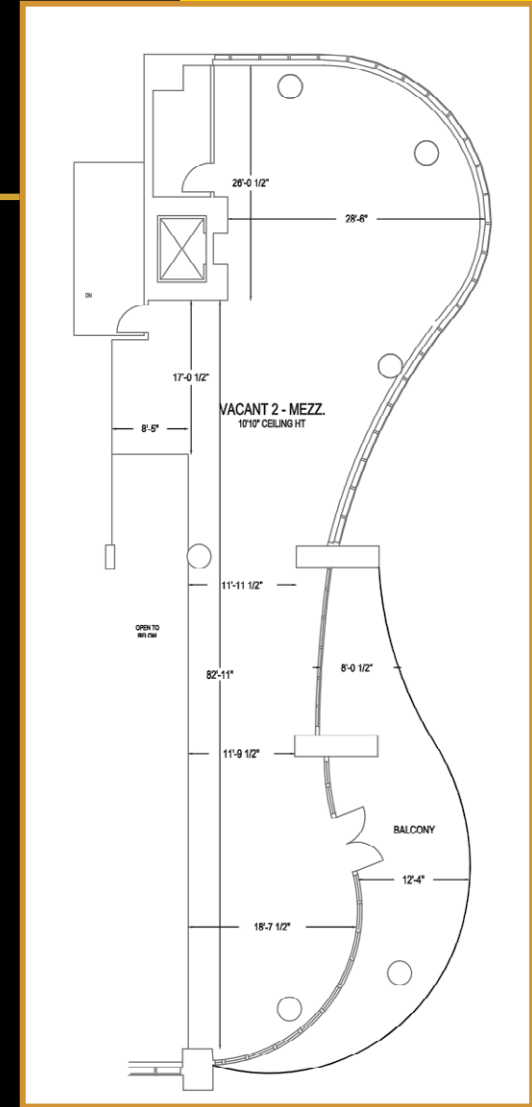 26'-0 1/2"
28'-6"
DN
17'-0 1/2"
8'-5"
VACANT 2 - MEZZ.
10'10" CEILING HT
11'-11 1/2"
OPEN TO
BELOW
82'-11"
8'-0 1/2"
11'-9 1/2"
BALCONY
12'-4"
18'-7 1/2"